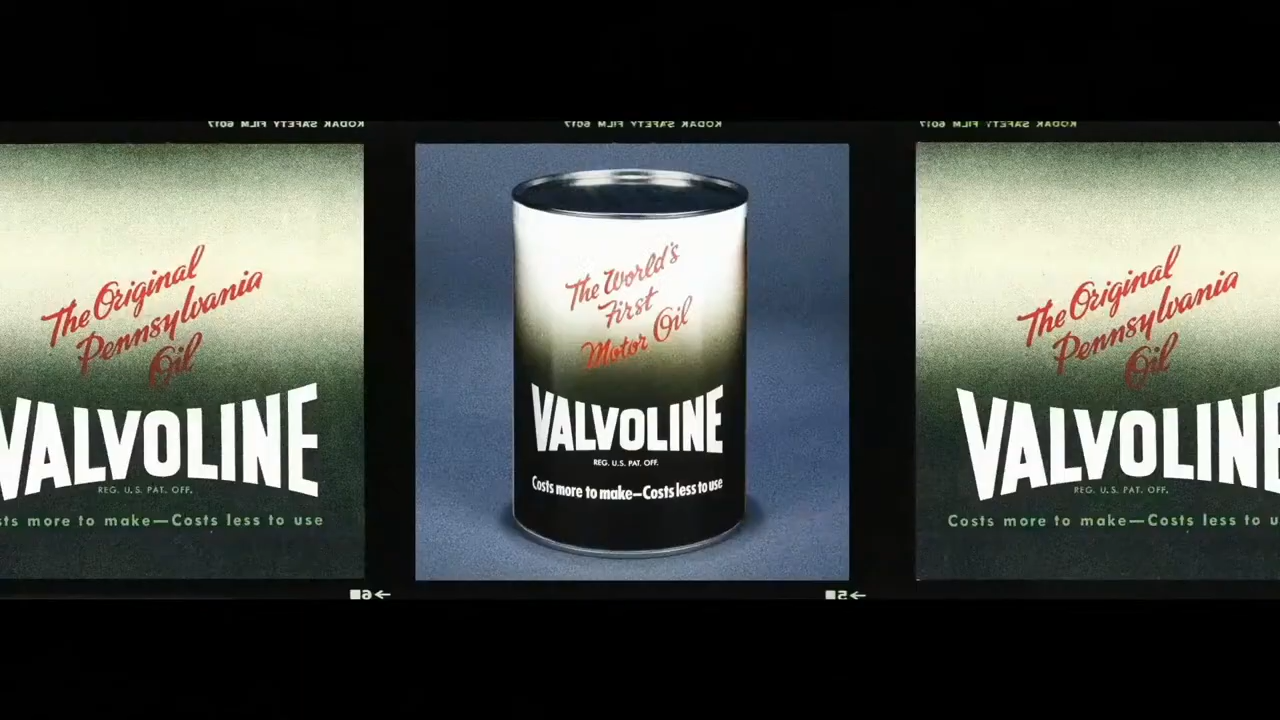 KODAK SAFETY FILM 6017
KODAK SAFETY FILM 6017
KODAK SAFETY FILM 6017
The Original
Pennsylvania
Oil
VALVOLINE
REG. U.S. PAT. OFF.
sts more to make—Costs less to use
The World's
First
Motor Oil
VALVOLINE
REG. U.S. PAT. OFF.
Costs more to make—Costs less to use
The Original
Pennsylvania
Oil
VALVOLINE
REG. U.S. PAT. OFF.
Costs more to make—Costs less to u
6
5